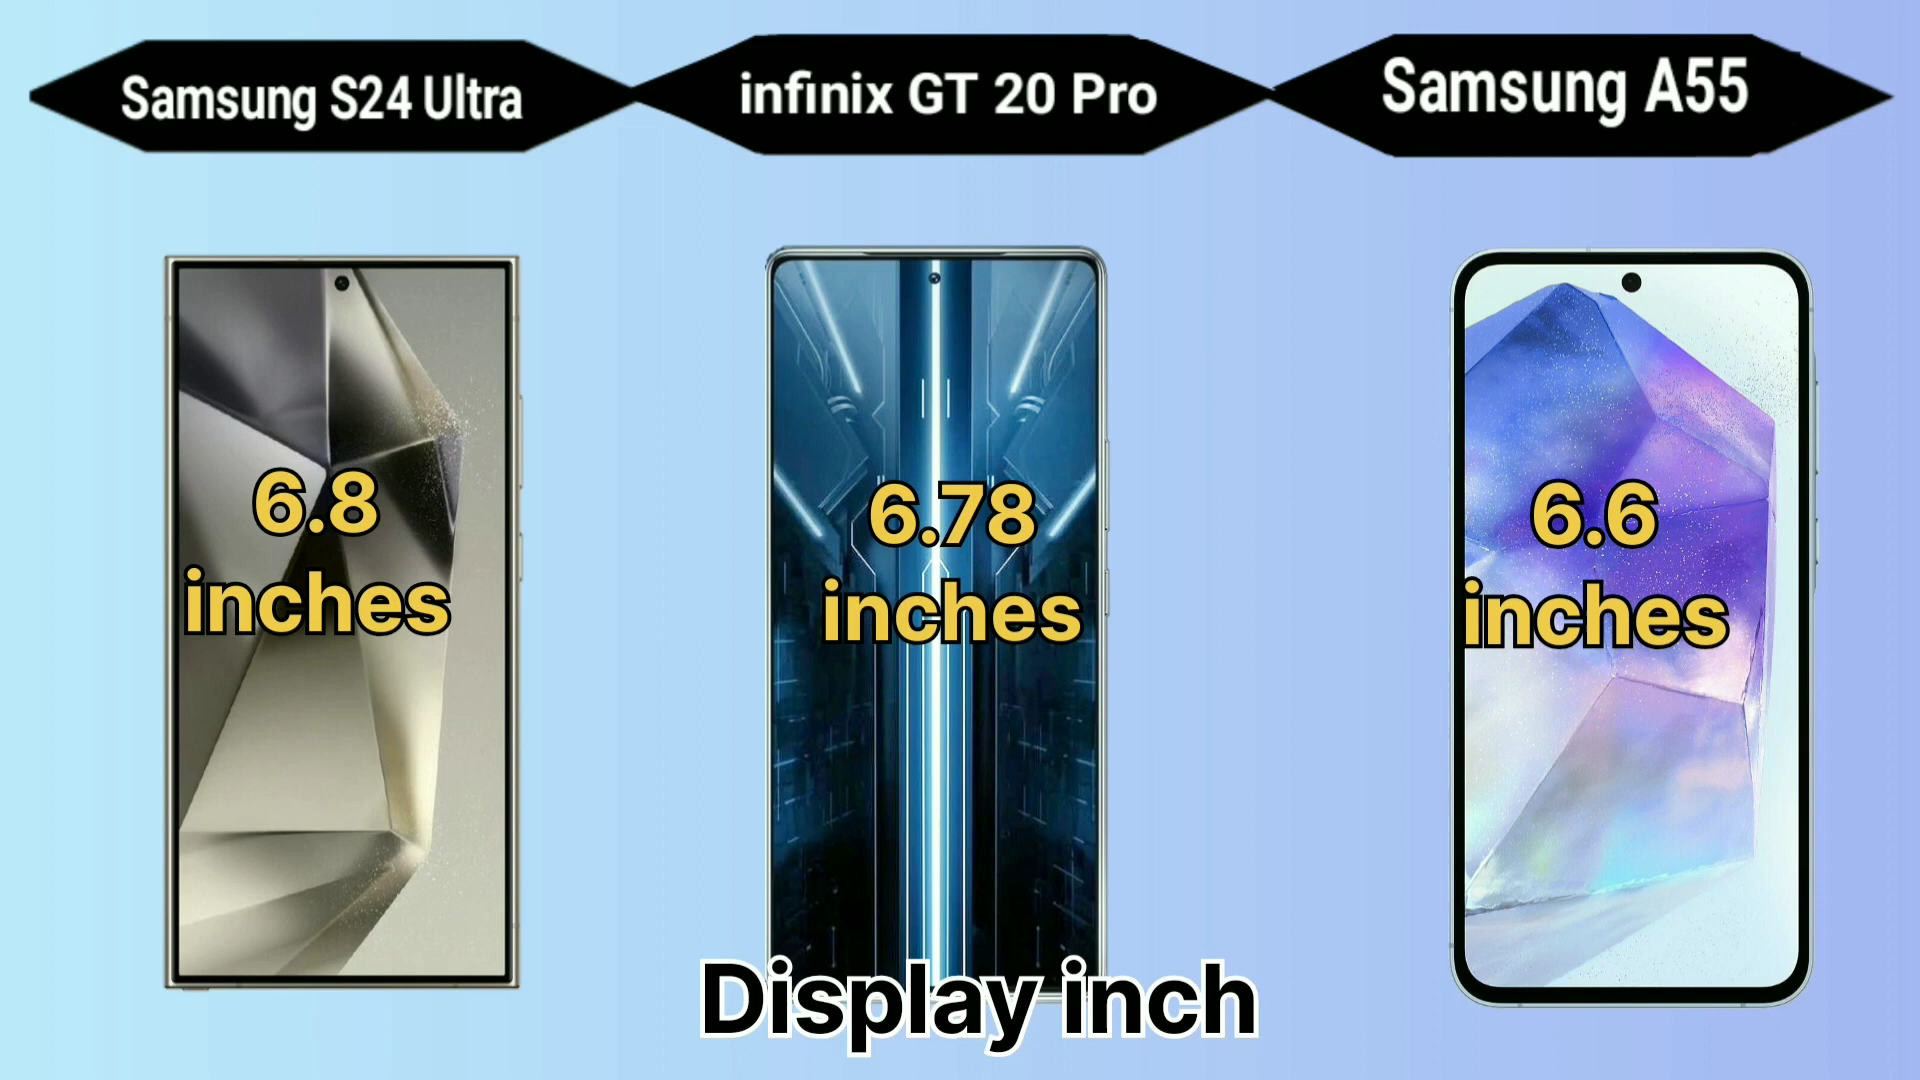 Samsung S24 Ultra
infinix GT 20 Pro
Samsung A55
6.8
inches
6.78
inches
6.6
inches
Display inch